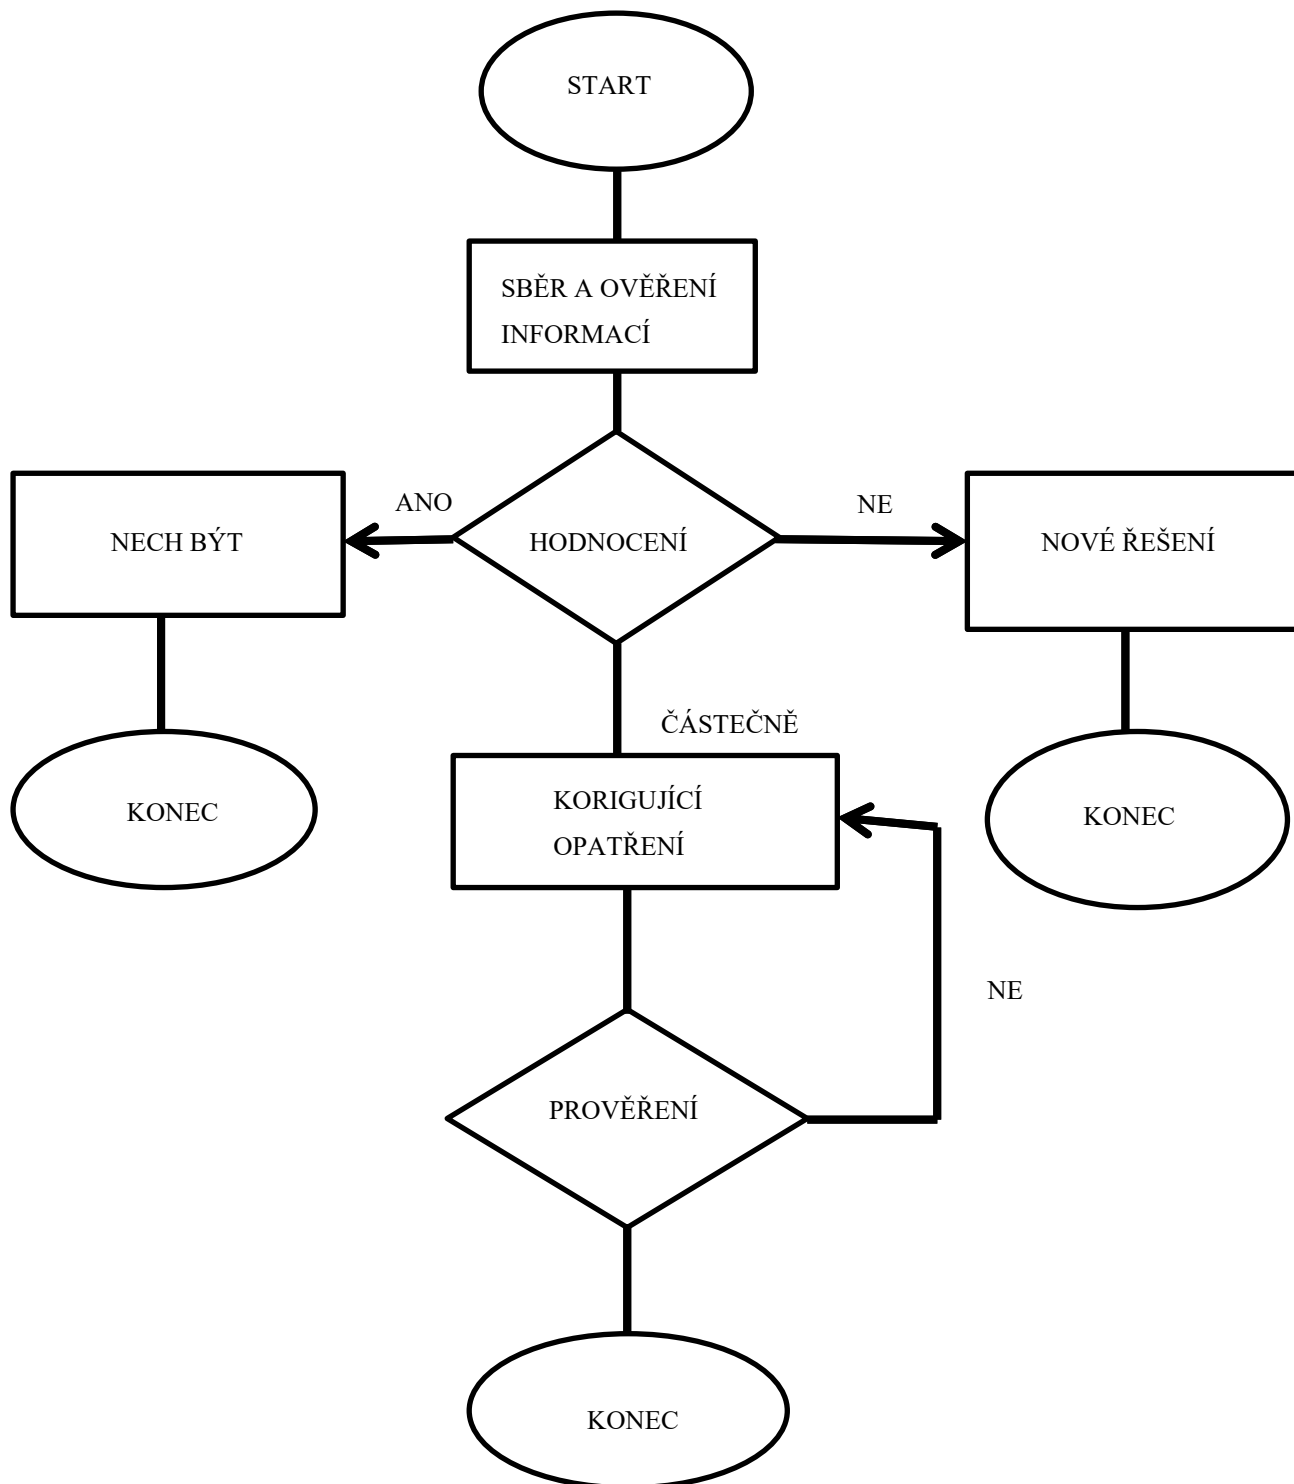 START
SBĚR A OVĚŘENÍ
INFORMACÍ
ANO
NE
NECH BÝT
HODNOCENÍ
NOVÉ ŘEŠENÍ
ČÁSTEČNĚ
KONEC
KORIGUJÍCÍ
OPATŘENÍ
KONEC
NE
PROVĚŘENÍ
KONEC